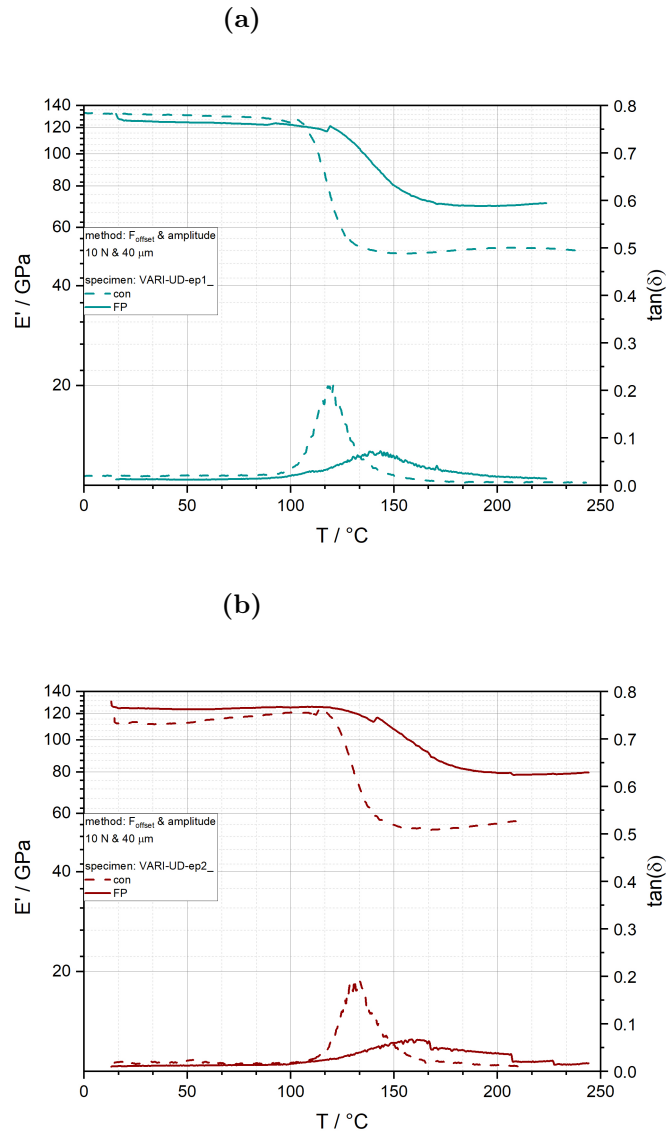 (a)
140
120
100
80
60
40
20
E' / GPa
0.8
0.7
0.6
0.5
0.4
0.3
0.2
0.1
0.0
tan(δ)
method: Foffset & amplitude
10 N & 40 μm
specimen: VARI-UD-ep1_
con
FP
0 50 100 150 200 250
T / °C
(b)
140
120
100
80
60
40
20
E' / GPa
0.8
0.7
0.6
0.5
0.4
0.3
0.2
0.1
0.0
tan(δ)
method: Foffset & amplitude
10 N & 40 μm
specimen: VARI-UD-ep2_
con
FP
0 50 100 150 200 250
T / °C